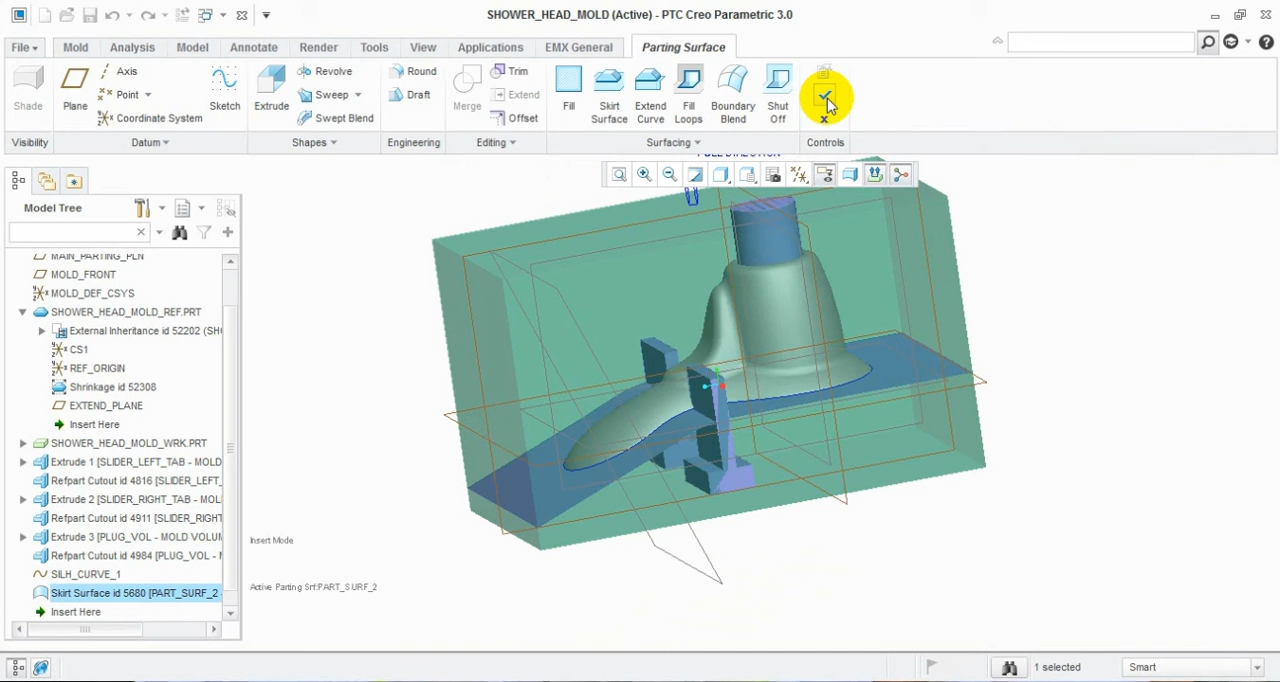 SHOWER_HEAD_MOLD (Active) - PTC Creo Parametric 3.0
File Mold Analysis Model Annotate Render Tools View Applications EMX General Parting Surface
Shade
Plane
Axis
Point
Coordinate System
Sketch
Extrude
Revolve
Sweep
Swept Blend
Round
Draft
Merge
Trim
Extend
Offset
Fill
Skirt Surface
Extend Curve
Fill Loops
Boundary Blend
Shut Off
Visibility Datum Shapes Engineering Editing Surfacing Controls
Model Tree
MAIN_PARTING_PLN
MOLD_FRONT
MOLD_DEF_CSYS
SHOWER_HEAD_MOLD_REF.PRT
External Inheritance id 52202 (SH
CS1
REF_ORIGIN
Shrinkage id 52308
EXTEND_PLANE
Insert Here
SHOWER_HEAD_MOLD_WRK.PRT
Extrude 1 [SLIDER_LEFT_TAB - MOLD
Refpart Cutout id 4816 [SLIDER_LEFT_
Extrude 2 [SLIDER_RIGHT_TAB - MOL
Refpart Cutout id 4911 [SLIDER_RIGHT
Extrude 3 [PLUG_VOL - MOLD VOLUM
Refpart Cutout id 4984 [PLUG_VOL - M
SILH_CURVE_1
Skirt Surface id 5680 [PART_SURF_2 -
Insert Here
Insert Mode
Active Parting Srf:PART_SURF_2
1 selected
Smart